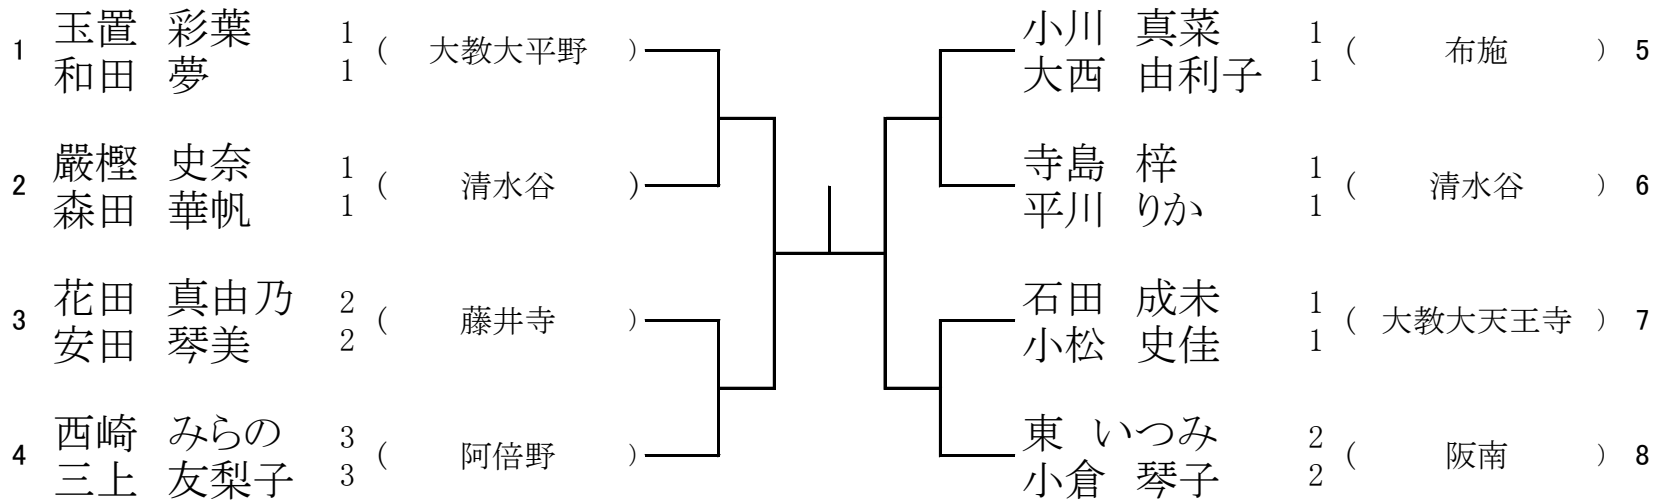 1 玉置 彩葉 1 ( 大教大平野 )
和田 夢 1
2 嚴樫 史奈 1 ( 清水谷 )
森田 華帆 1
3 花田 真由乃 2 ( 藤井寺 )
安田 琴美 2
4 西崎 みらの 3 ( 阿倍野 )
三上 友梨子 3
小川 真菜 1 ( 布施 ) 5
大西 由利子 1
寺島 梓 1 ( 清水谷 ) 6
平川 りか 1
石田 成未 1 ( 大教大天王寺 ) 7
小松 史佳 1
東 いつみ 2 ( 阪南 ) 8
小倉 琴子 2